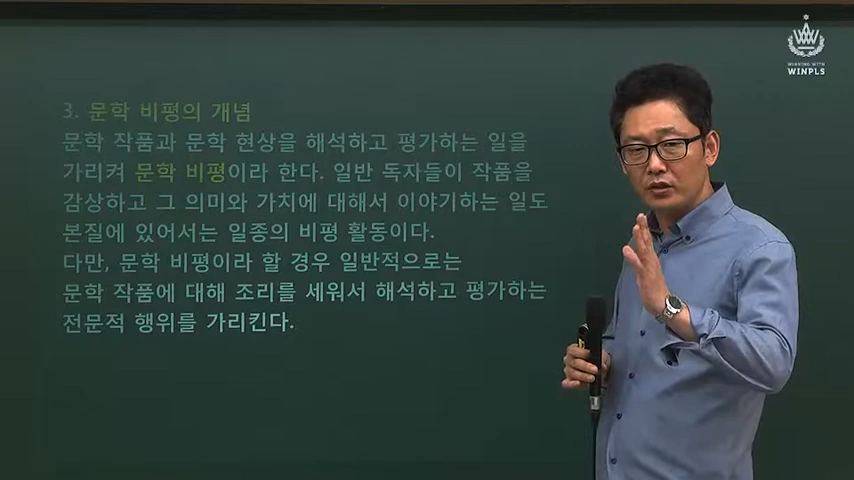 WINNING WITH
WINPLS
3. 문학 비평의 개념
문학 작품과 문학 현상을 해석하고 평가하는 일을
가리켜 문학 비평이라 한다. 일반 독자들이 작품을
감상하고 그 의미와 가치에 대해서 이야기하는 일도
본질에 있어서는 일종의 비평 활동이다.
다만, 문학 비평이라 할 경우 일반적으로는
문학 작품에 대해 조리를 세워서 해석하고 평가하는
전문적 행위를 가리킨다.